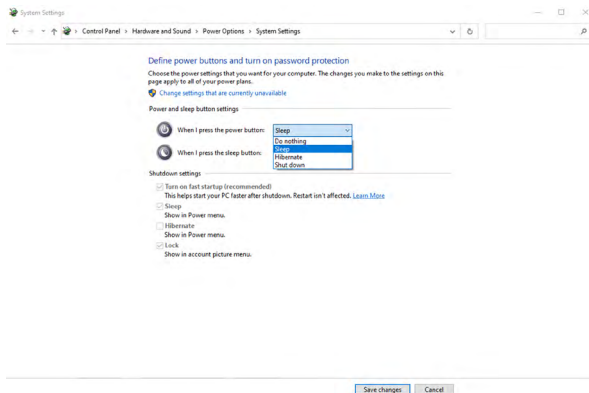 System Settings
Control Panel > Hardware and Sound > Power Options > System Settings
Define power buttons and turn on password protection
Choose the power settings that you want for your computer. The changes you make to the settings on this
page apply to all of your power plans.
Change settings that are currently unavailable
Power and sleep button settings
When I press the power button: Sleep
Do nothing
Sleep
Hibernate
Shut down
When I press the sleep button:
Shutdown settings
Turn on fast startup (recommended)
This helps start your PC faster after shutdown. Restart isn't affected. Learn More
Sleep
Show in Power menu.
Hibernate
Show in Power menu.
Lock
Show in account picture menu.
Save changes Cancel